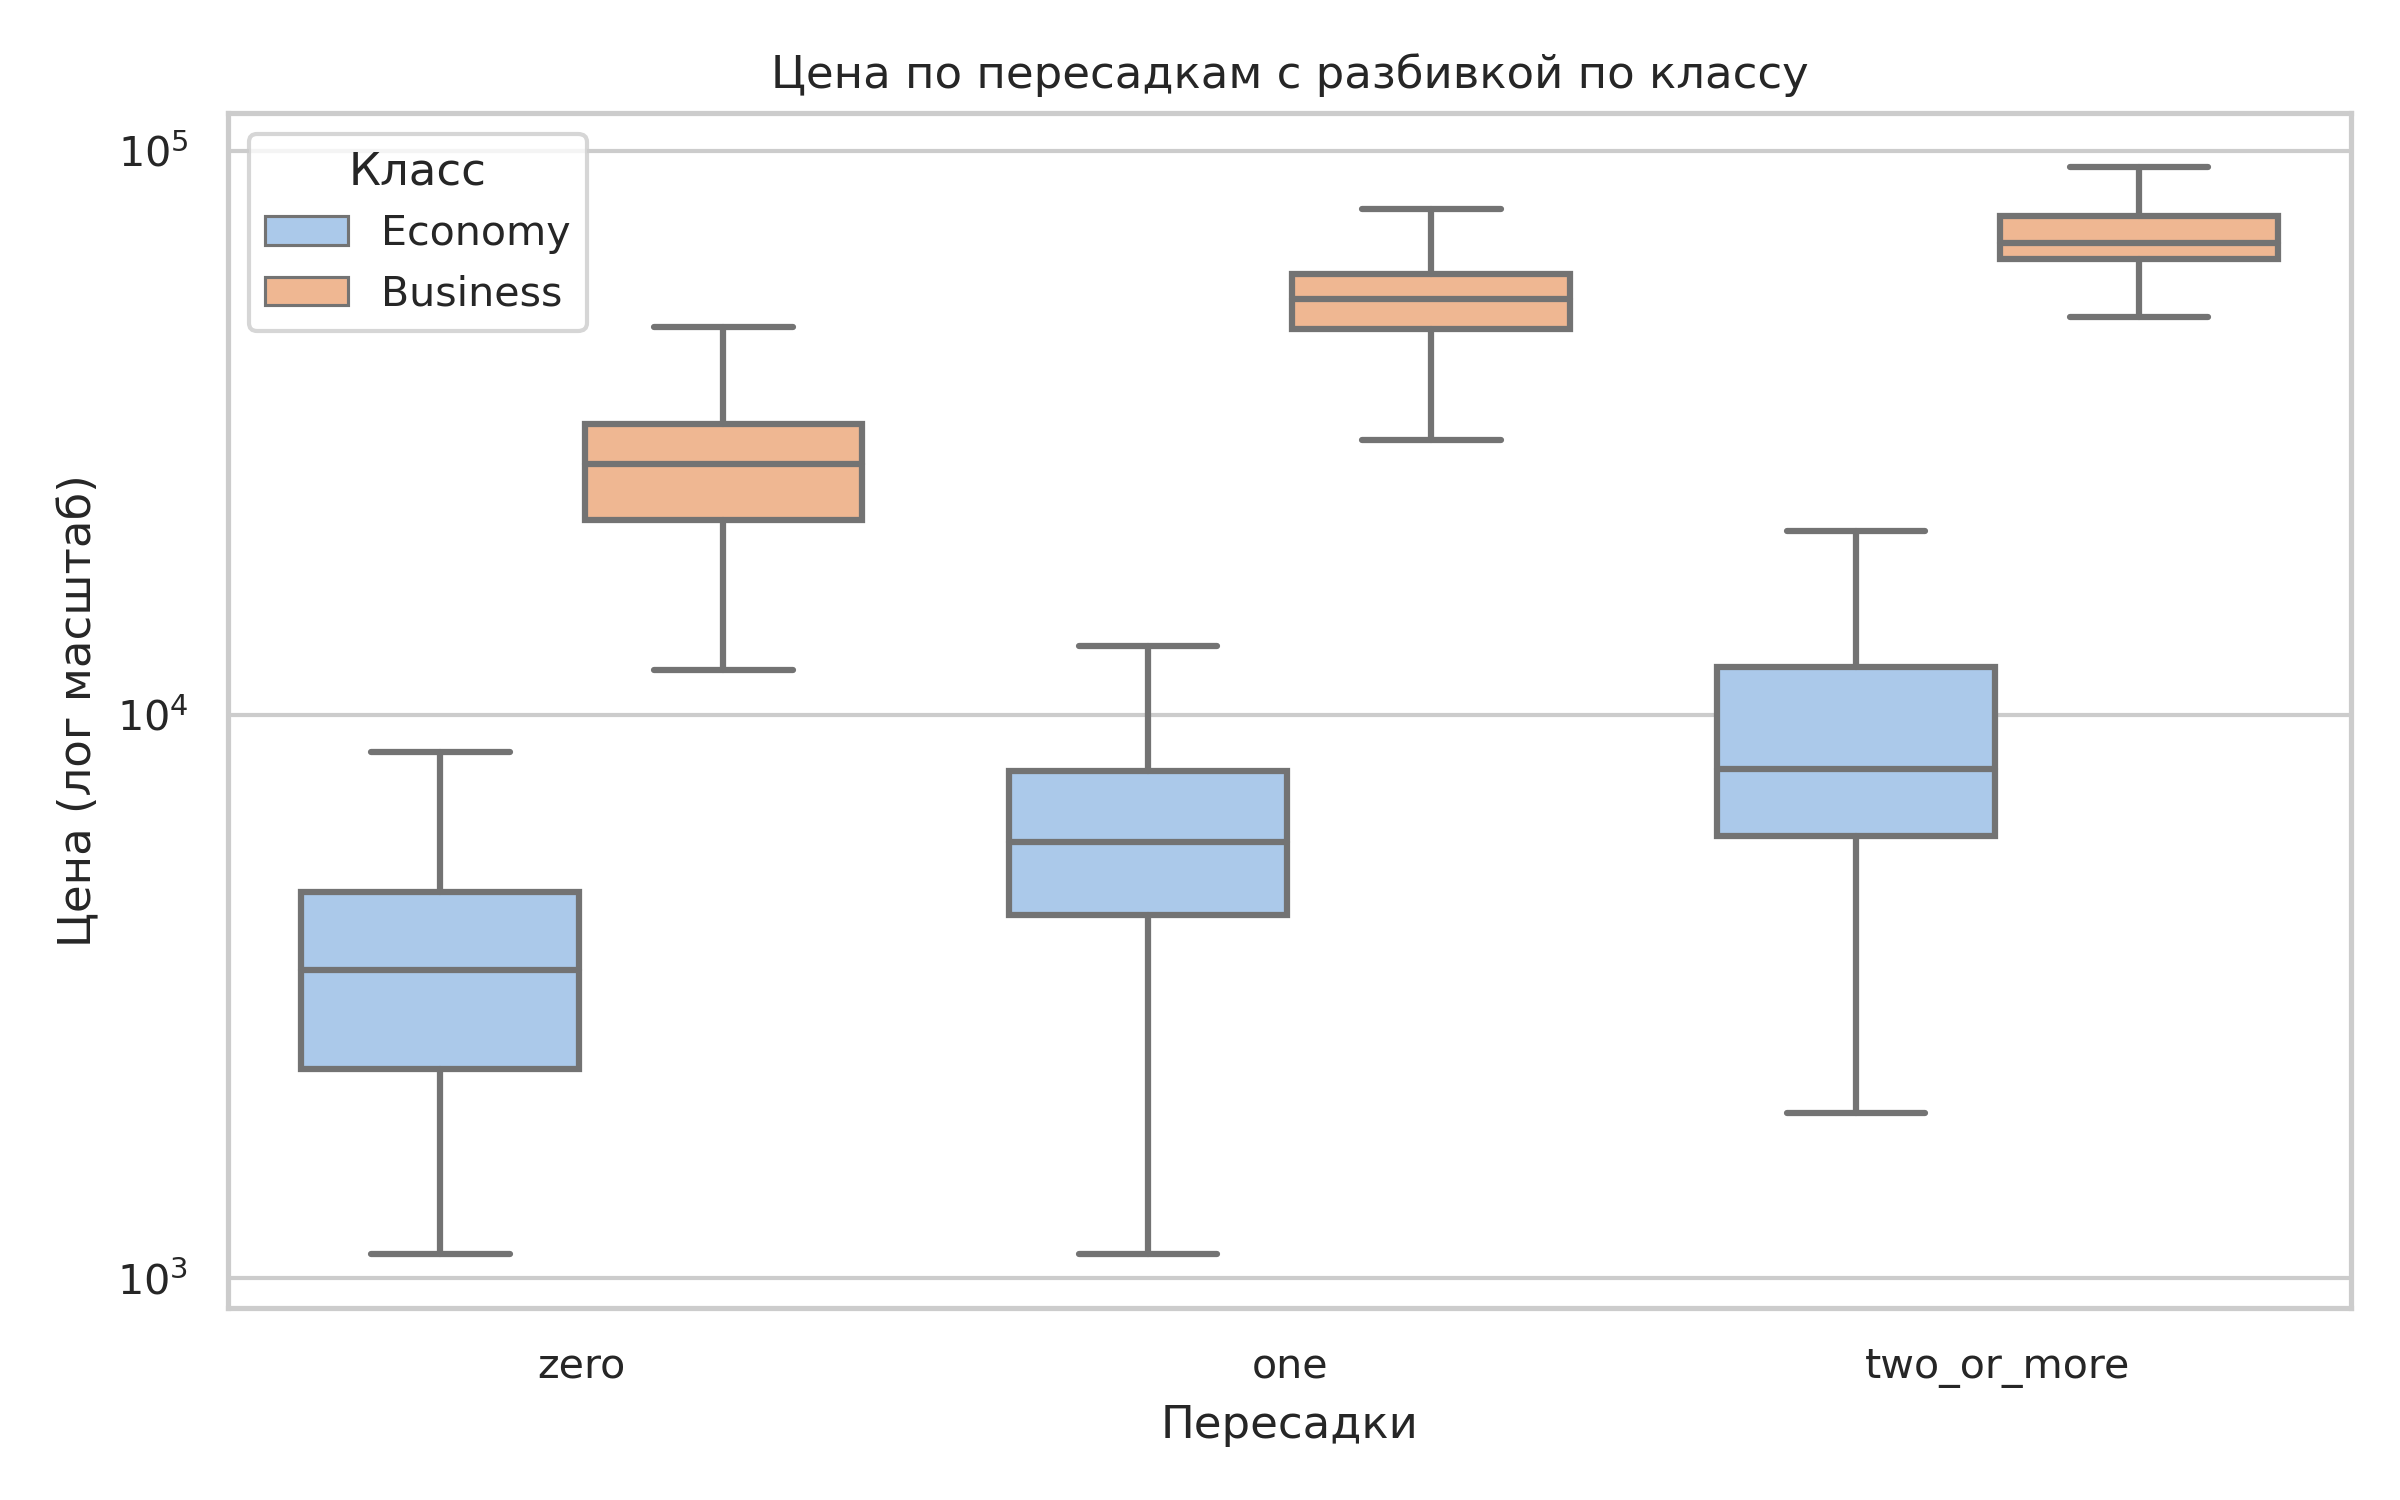 Цена по пересадкам с разбивкой по классу
Класс
Economy
Business
Цена (лог масштаб)
10⁵
10⁴
10³
zero one two_or_more
Пересадки